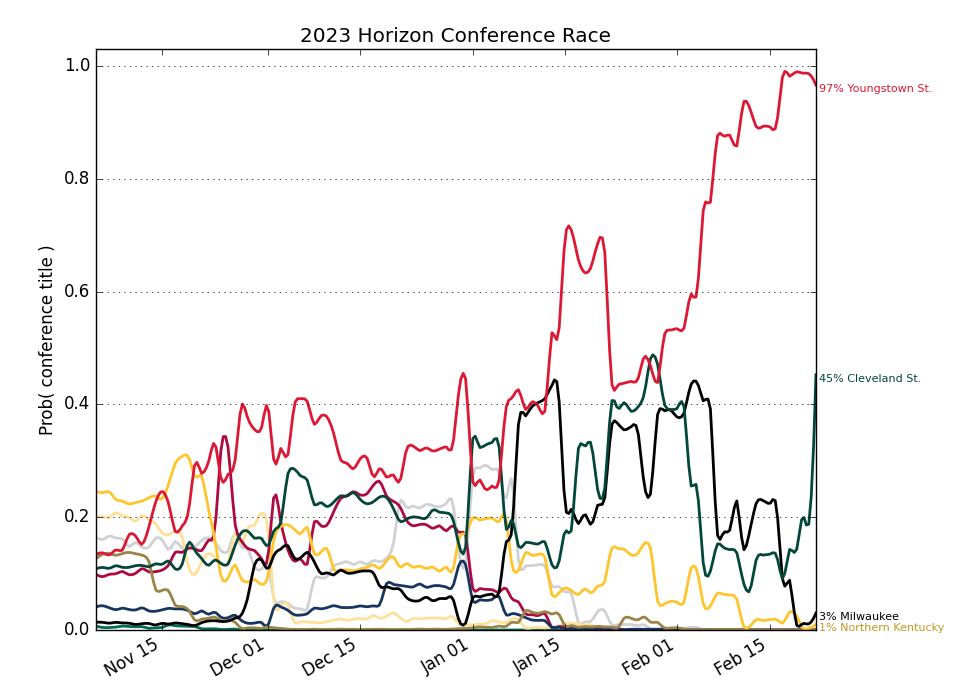 2023 Horizon Conference Race
Prob( conference title )
1.0
0.8
0.6
0.4
0.2
0.0
Nov 15
Dec 01
Dec 15
Jan 01
Jan 15
Feb 01
Feb 15
97% Youngstown St.
45% Cleveland St.
3% Milwaukee
1% Northern Kentucky